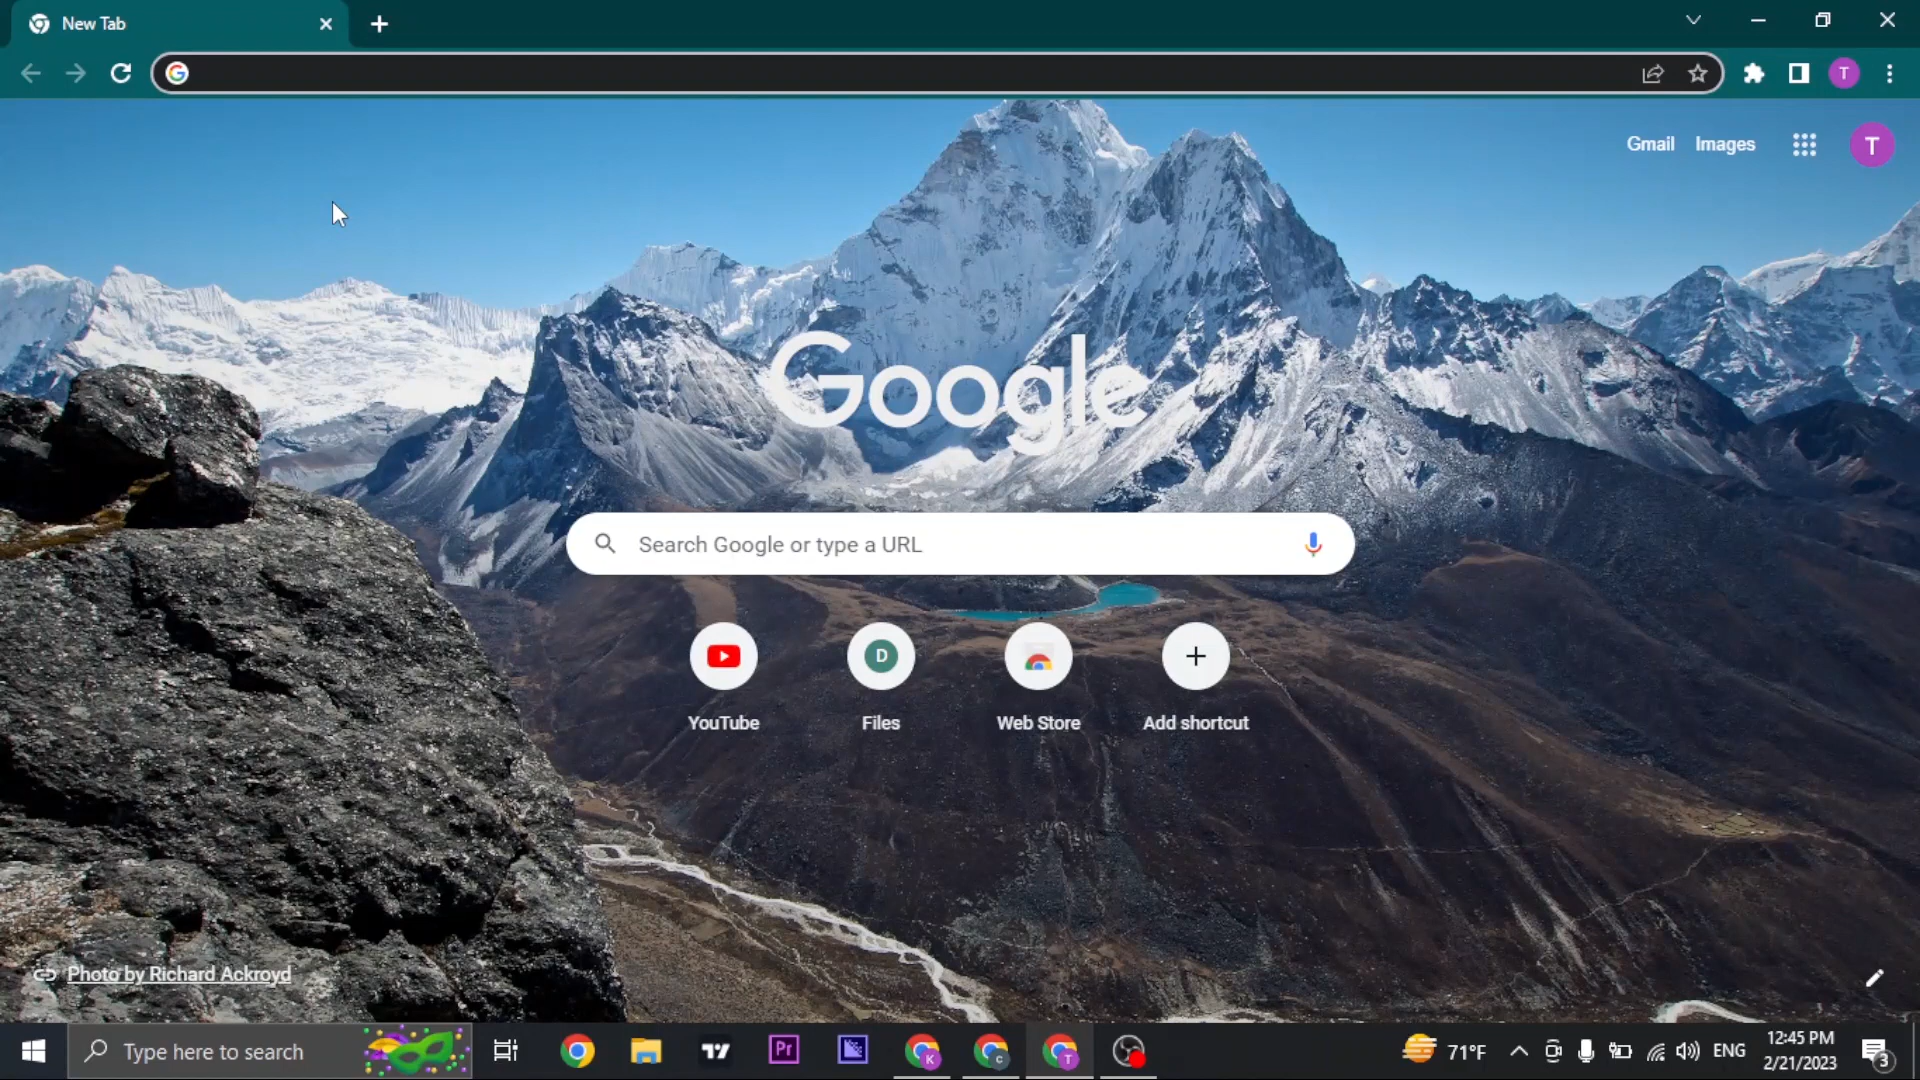 New Tab
T
Gmail Images
T
Google
Search Google or type a URL
D
YouTube Files Web Store Add shortcut
Photo by Richard Ackroyd
Type here to search
Pr
K
C
T
71°F
ENG
12:45 PM
2/21/2023
3